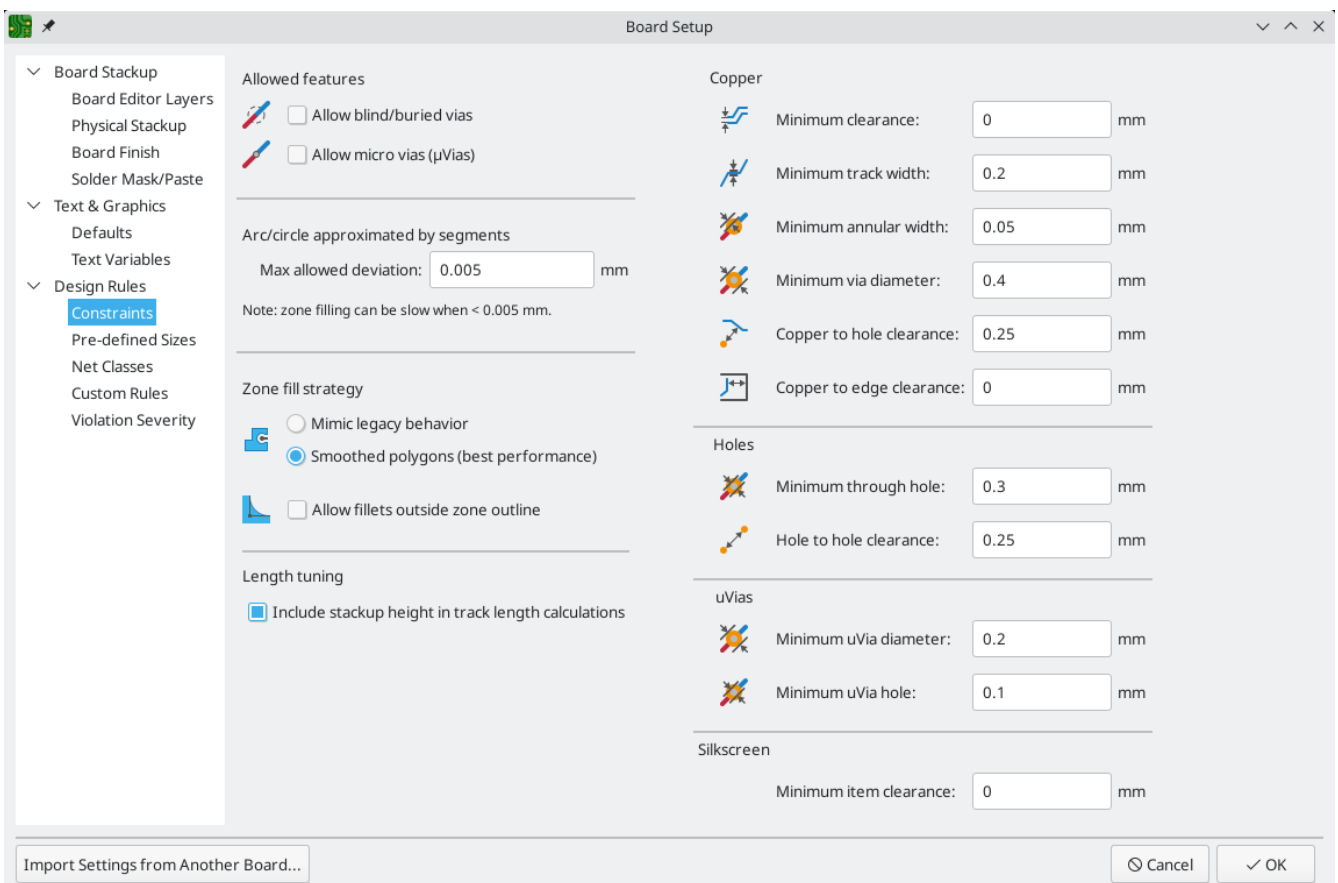 Board Setup
Board Stackup
Board Editor Layers
Physical Stackup
Board Finish
Solder Mask/Paste
Text & Graphics
Defaults
Text Variables
Design Rules
Constraints
Pre-defined Sizes
Net Classes
Custom Rules
Violation Severity
Allowed features
Allow blind/buried vias
Allow micro vias (µVias)
Arc/circle approximated by segments
Max allowed deviation: 0.005 mm
Note: zone filling can be slow when < 0.005 mm.
Zone fill strategy
Mimic legacy behavior
Smoothed polygons (best performance)
Allow fillets outside zone outline
Length tuning
Include stackup height in track length calculations
Copper
Minimum clearance: 0 mm
Minimum track width: 0.2 mm
Minimum annular width: 0.05 mm
Minimum via diameter: 0.4 mm
Copper to hole clearance: 0.25 mm
Copper to edge clearance: 0 mm
Holes
Minimum through hole: 0.3 mm
Hole to hole clearance: 0.25 mm
uVias
Minimum uVia diameter: 0.2 mm
Minimum uVia hole: 0.1 mm
Silkscreen
Minimum item clearance: 0 mm
Import Settings from Another Board...
Cancel
OK